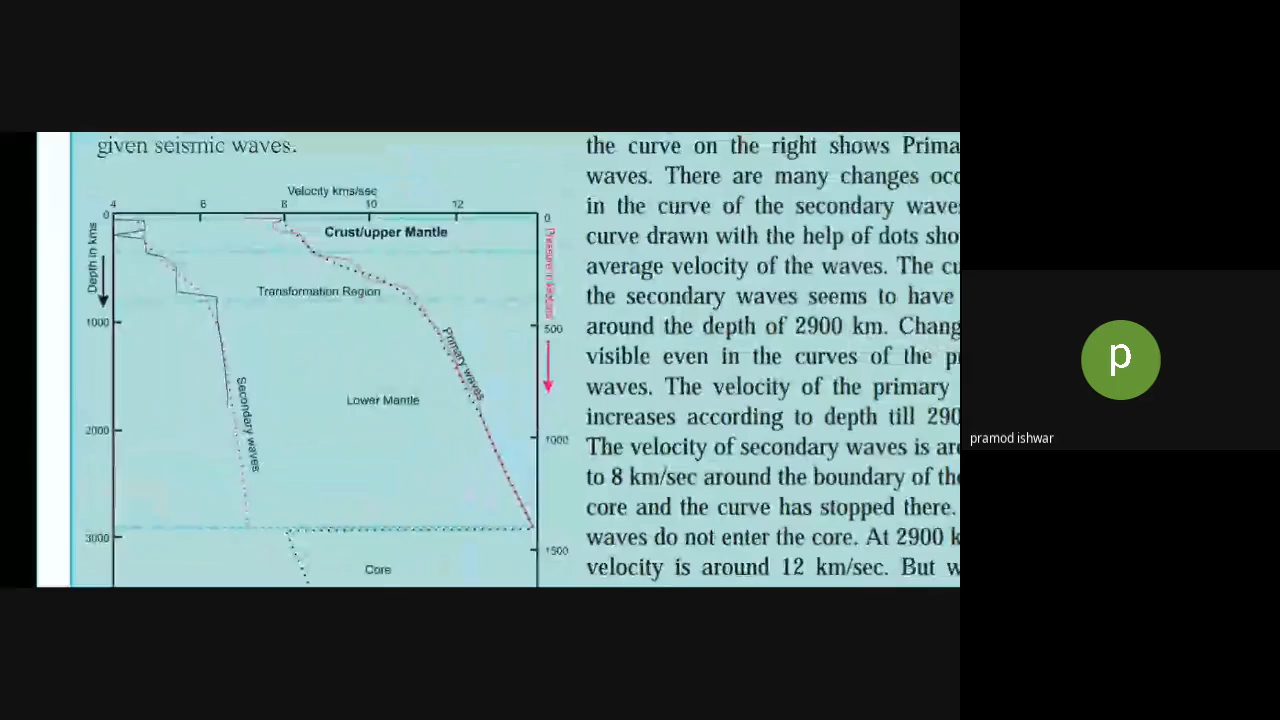 given seismic waves.
Velocity kms/sec
4 6 8 10 12
0 0
Crust/upper Mantle
Depth in kms
Transformation Region
1000
500
Primary waves
Secondary waves
Lower Mantle
2000
1000
3000
1500
Core
the curve on the right shows Prima
waves. There are many changes occ
in the curve of the secondary wave
curve drawn with the help of dots sho
average velocity of the waves. The cu
the secondary waves seems to have
around the depth of 2900 km. Chang
visible even in the curves of the p
waves. The velocity of the primary
increases according to depth till 290
The velocity of secondary waves is are
to 8 km/sec around the boundary of the
core and the curve has stopped there.
waves do not enter the core. At 2900 k
velocity is around 12 km/sec. But w
p
pramod ishwar